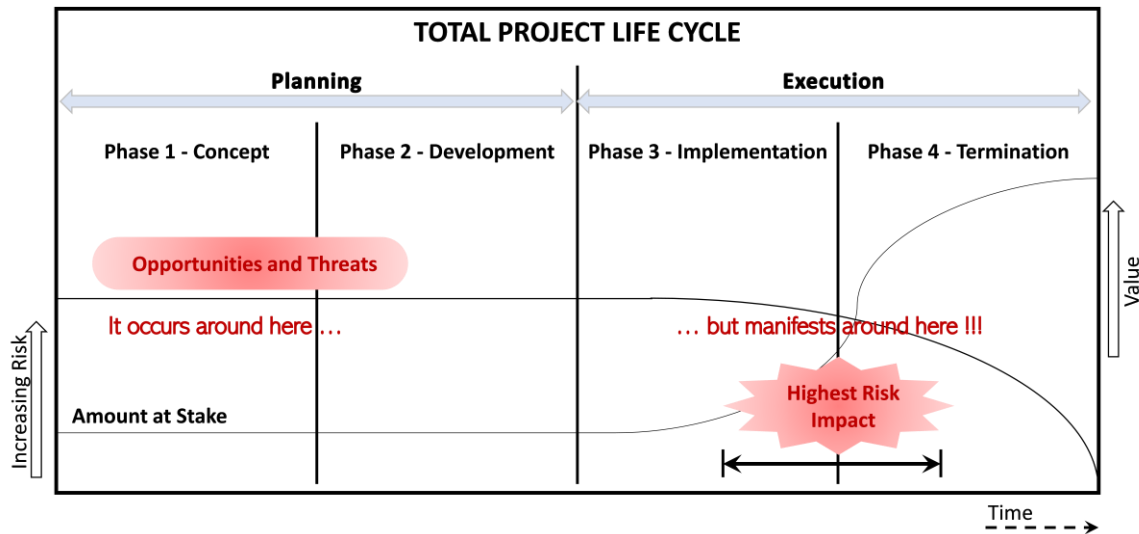 TOTAL PROJECT LIFE CYCLE
Planning
Execution
Phase 1 - Concept
Phase 2 - Development
Phase 3 - Implementation
Phase 4 - Termination
Opportunities and Threats
It occurs around here …
… but manifests around here !!!
Increasing Risk
Value
Amount at Stake
Highest Risk
Impact
Time